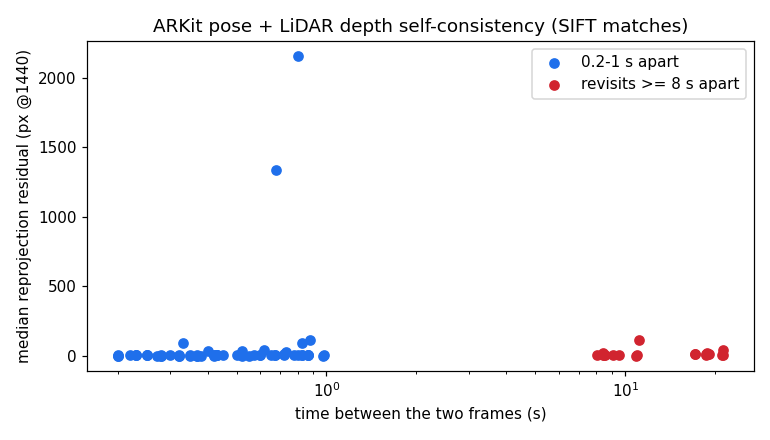 ARKit pose + LiDAR depth self-consistency (SIFT matches)
0.2-1 s apart
revisits >= 8 s apart
median reprojection residual (px @1440)
2000
1500
1000
500
0
10⁰
10¹
time between the two frames (s)